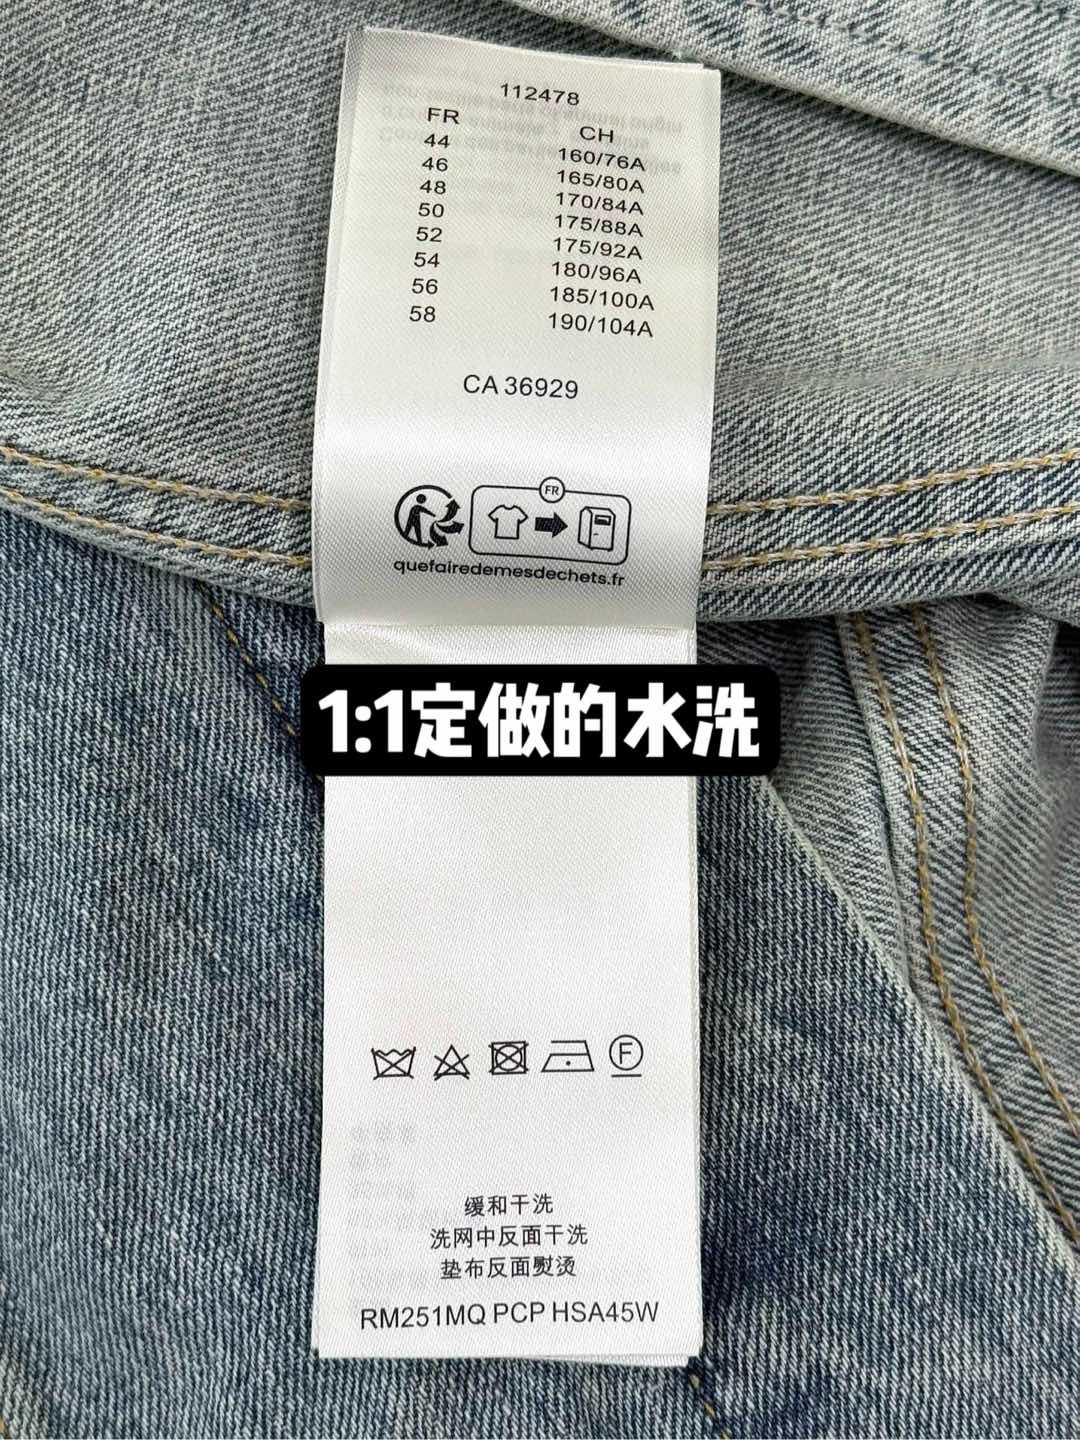 112478
FR CH
44 160/76A
46 165/80A
48 170/84A
50 175/88A
52 175/92A
54 180/96A
56 185/100A
58 190/104A
CA 36929
FR
quefairedemesdechets.fr
1:1定做的水洗
F
缓和干洗
洗网中反面干洗
垫布反面熨烫
RM251MQ PCP HSA45W